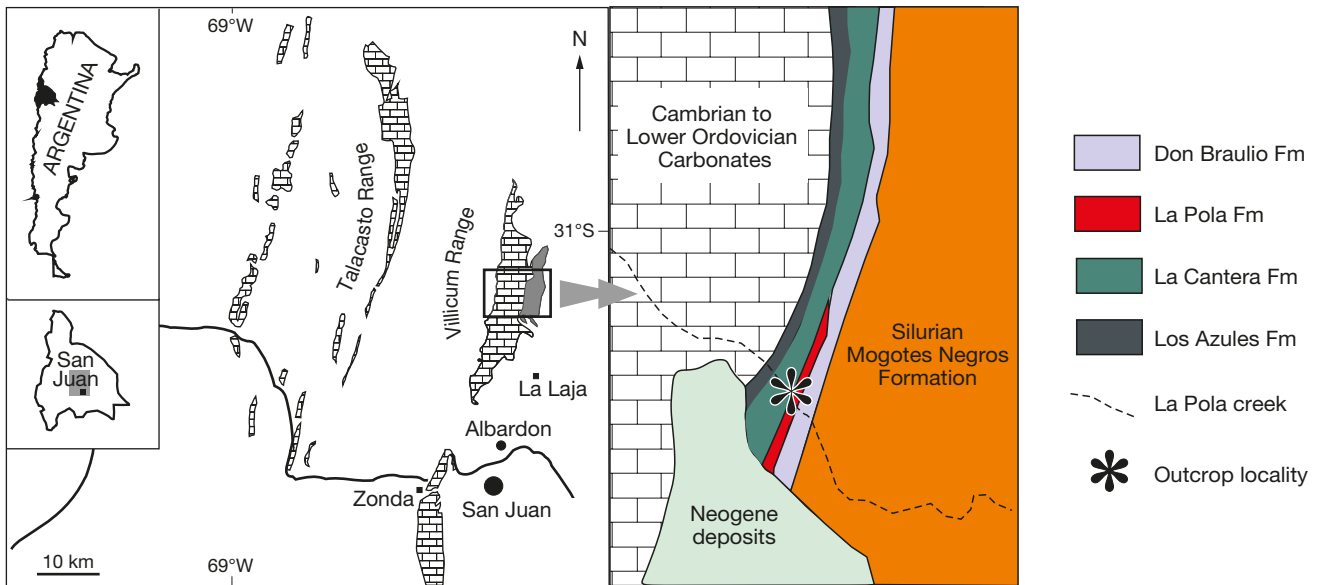 69°W
N
ARGENTINA
Talacasto Range
Villicum Range
31°S
San
Juan
La Laja
Albardon
Zonda
San Juan
10 km
69°W
Cambrian to
Lower Ordovician
Carbonates
Silurian
Mogotes Negros
Formation
Neogene
deposits
Don Braulio Fm
La Pola Fm
La Cantera Fm
Los Azules Fm
La Pola creek
Outcrop locality